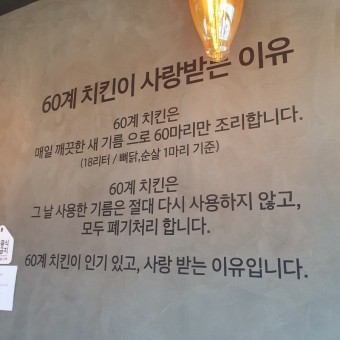 60계 치킨이 사랑받는 이유
60계 치킨은
매일 깨끗한 새 기름 으로 60마리만 조리합니다.
(18리터 / 뼈닭,순살 1마리 기준)
60계 치킨은
그 날 사용한 기름은 절대 다시 사용하지 않고,
모두 폐기처리 합니다.
60계 치킨이 인기 있고, 사랑 받는 이유입니다.